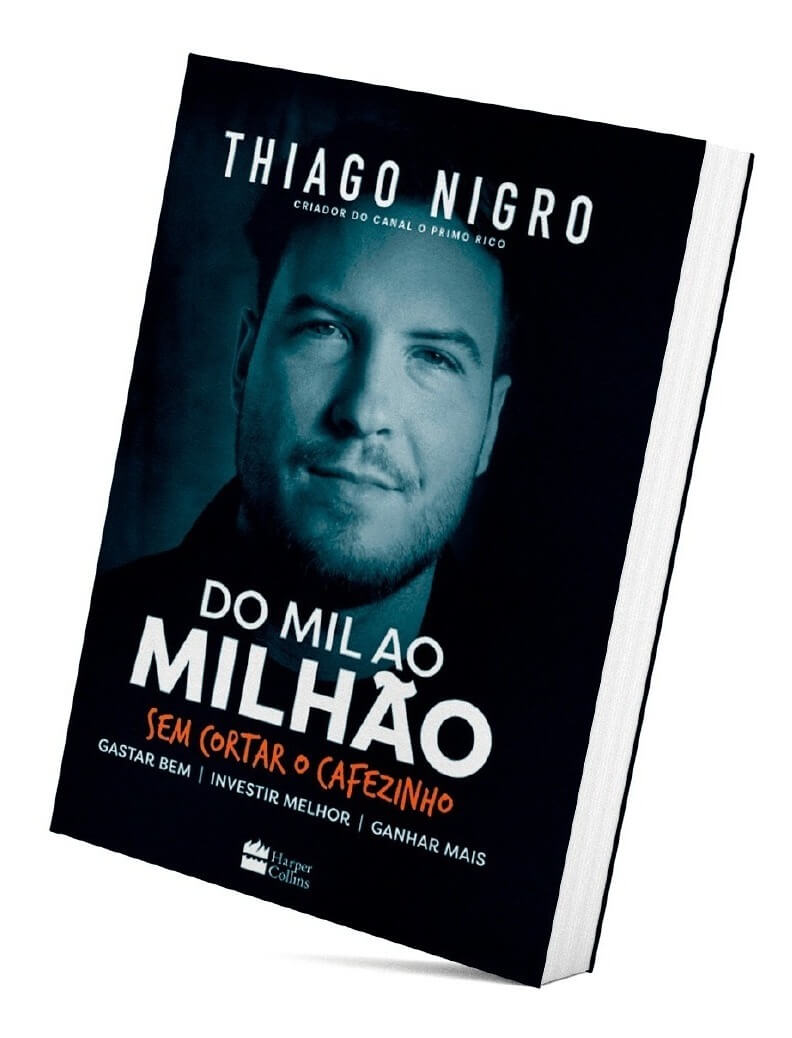 THIAGO NIGRO
CRIADOR DO CANAL O PRIMO RICO
DO MIL AO
MILHÃO
SEM CORTAR O CAFEZINHO
GASTAR BEM | INVESTIR MELHOR | GANHAR MAIS
Harper
Collins